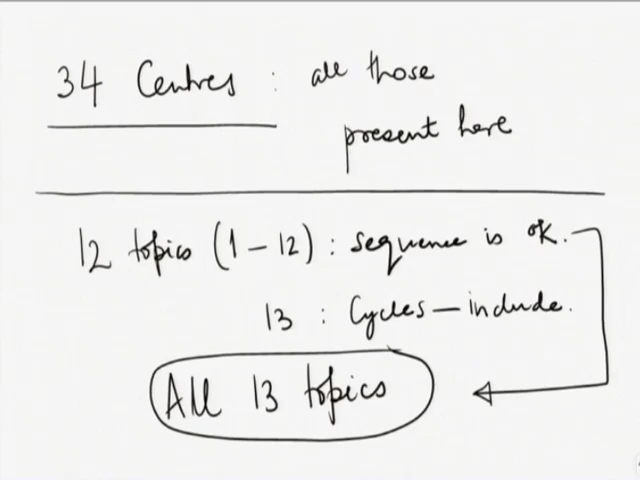 34 Centres : all those
present here
12 topics (1 – 12) : sequence is ok.
13 : Cycles – include.
All 13 topics